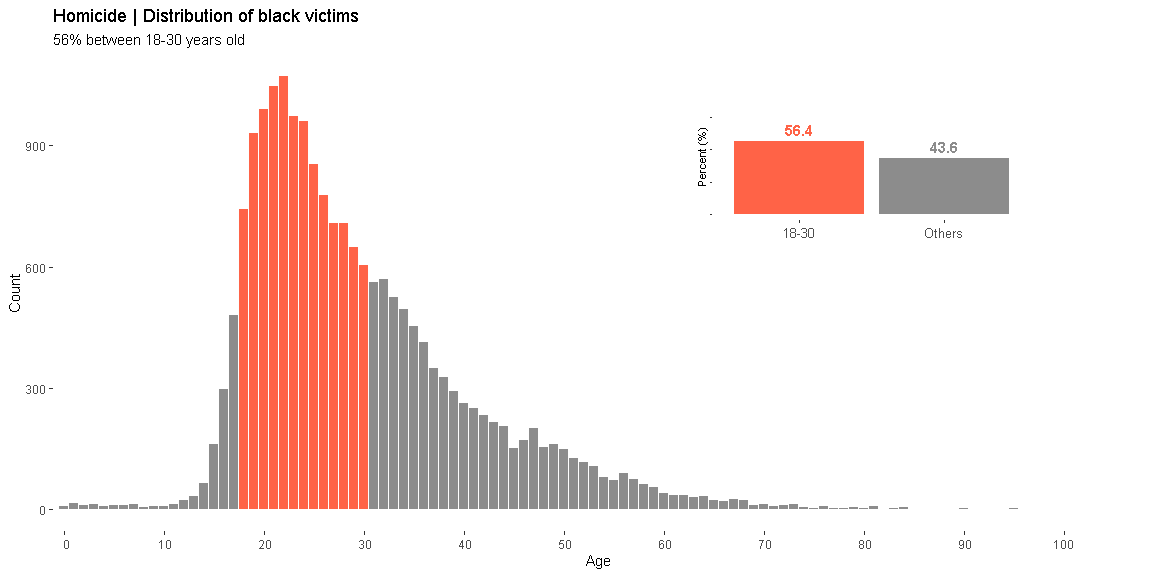 Homicide | Distribution of black victims
56% between 18-30 years old
Count
900
600
300
0
0 10 20 30 40 50 60 70 80 90 100
Age
Percent (%)
56.4
43.6
18-30
Others